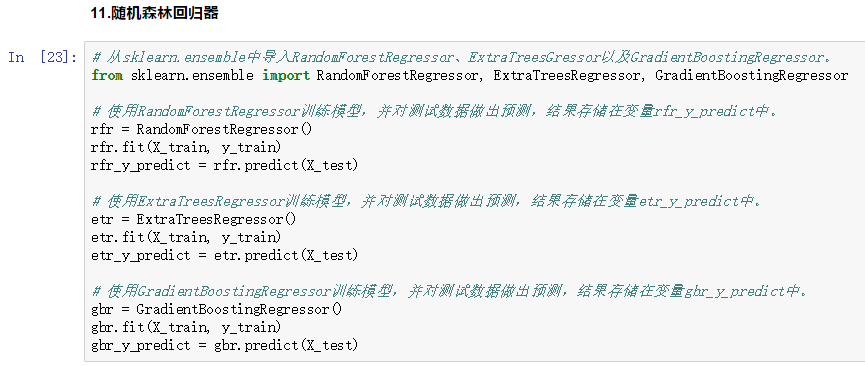 11.随机森林回归器
In [23]:
# 从sklearn.ensemble中导入RandomForestRegressor、ExtraTreesGressor以及GradientBoostingRegressor。
from sklearn.ensemble import RandomForestRegressor, ExtraTreesRegressor, GradientBoostingRegressor
# 使用RandomForestRegressor训练模型，并对测试数据做出预测，结果存储在变量rfr_y_predict中。
rfr = RandomForestRegressor()
rfr.fit(X_train, y_train)
rfr_y_predict = rfr.predict(X_test)
# 使用ExtraTreesRegressor训练模型，并对测试数据做出预测，结果存储在变量etr_y_predict中。
etr = ExtraTreesRegressor()
etr.fit(X_train, y_train)
etr_y_predict = etr.predict(X_test)
# 使用GradientBoostingRegressor训练模型，并对测试数据做出预测，结果存储在变量gbr_y_predict中。
gbr = GradientBoostingRegressor()
gbr.fit(X_train, y_train)
gbr_y_predict = gbr.predict(X_test)